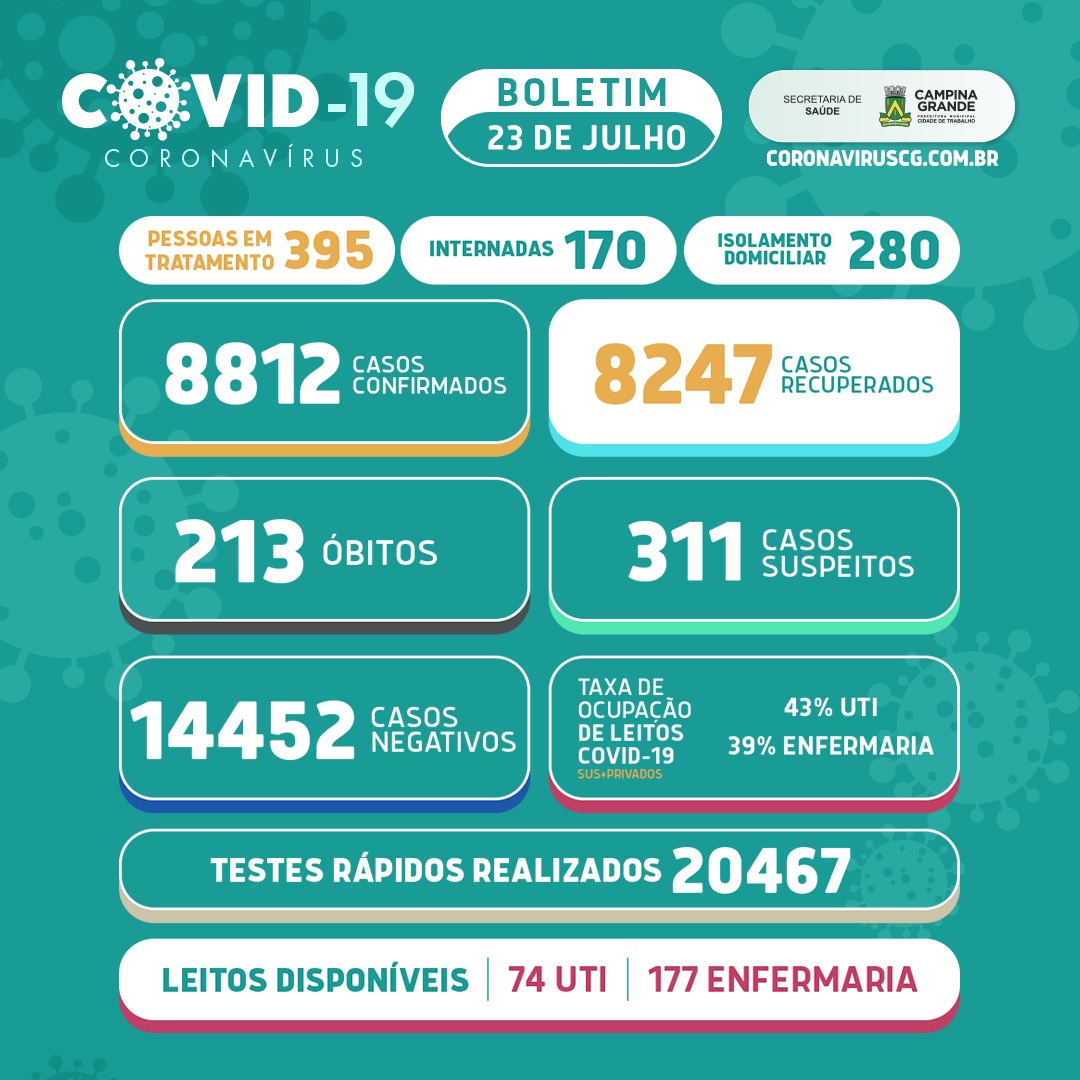 COVID-19
CORONAVÍRUS
BOLETIM
23 DE JULHO
SECRETARIA DE
SAÚDE
CAMPINA
GRANDE
PREFEITURA MUNICIPAL
CIDADE DE TRABALHO
CORONAVIRUSCG.COM.BR
PESSOAS EM
TRATAMENTO 395
INTERNADAS 170
ISOLAMENTO
DOMICILIAR 280
8812 CASOS
CONFIRMADOS
8247 CASOS
RECUPERADOS
213 ÓBITOS
311 CASOS
SUSPEITOS
14452 CASOS
NEGATIVOS
TAXA DE
OCUPAÇÃO
DE LEITOS
COVID-19
SUS+PRIVADOS
43% UTI
39% ENFERMARIA
TESTES RÁPIDOS REALIZADOS 20467
LEITOS DISPONÍVEIS 74 UTI 177 ENFERMARIA